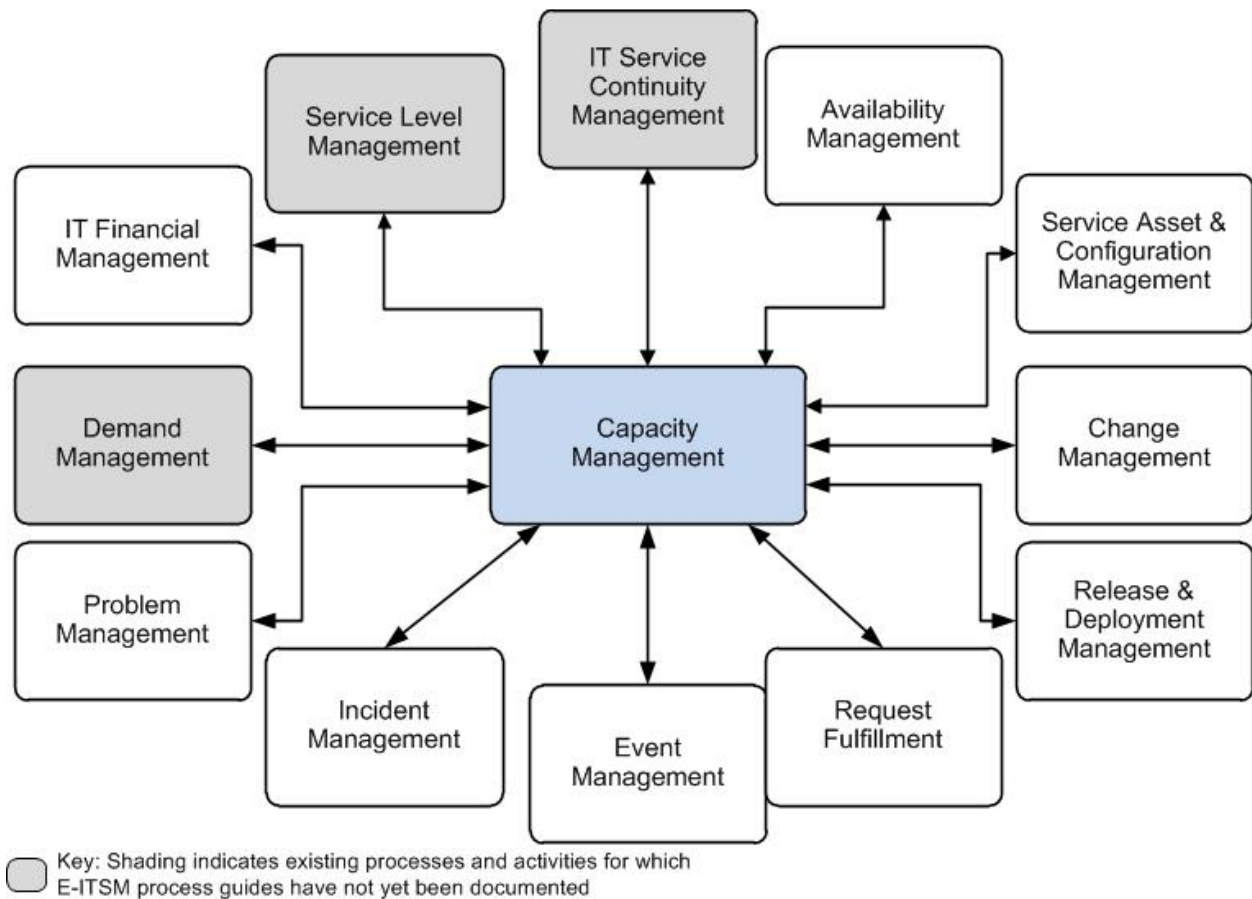 IT Service
Continuity
Management
Service Level
Management
Availability
Management
IT Financial
Management
Service Asset &
Configuration
Management
Demand
Management
Capacity
Management
Change
Management
Problem
Management
Release &
Deployment
Management
Incident
Management
Event
Management
Request
Fulfillment
Key: Shading indicates existing processes and activities for which
E-ITSM process guides have not yet been documented